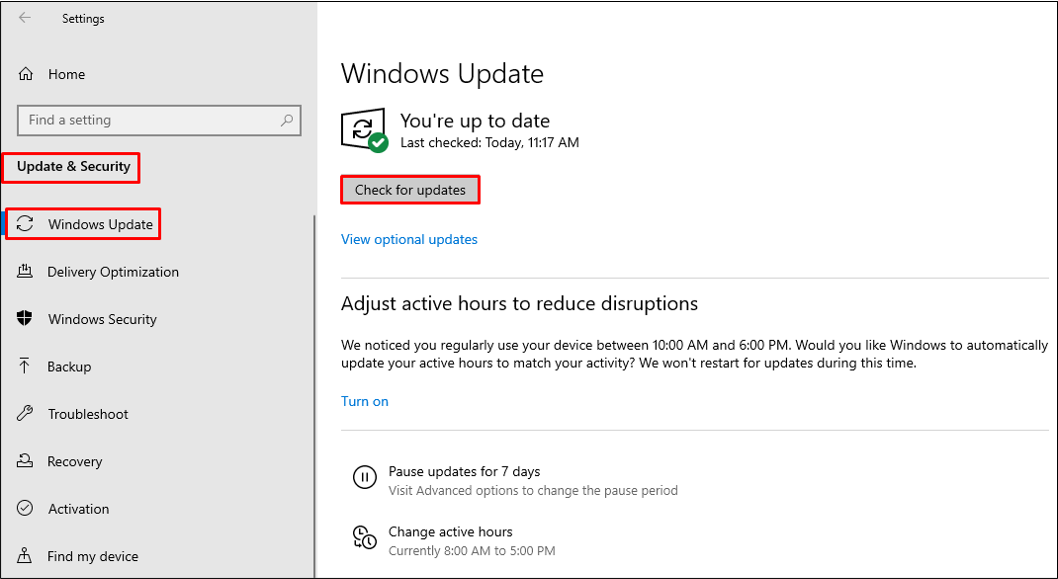 Settings
Home
Find a setting
Update & Security
Windows Update
Delivery Optimization
Windows Security
Backup
Troubleshoot
Recovery
Activation
Find my device
Windows Update
You're up to date
Last checked: Today, 11:17 AM
Check for updates
View optional updates
Adjust active hours to reduce disruptions
We noticed you regularly use your device between 10:00 AM and 6:00 PM. Would you like Windows to automatically
update your active hours to match your activity? We won't restart for updates during this time.
Turn on
Pause updates for 7 days
Visit Advanced options to change the pause period
Change active hours
Currently 8:00 AM to 5:00 PM